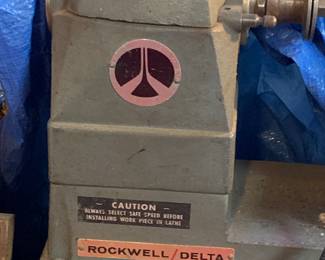 - CAUTION -
ALWAYS SELECT SAFE SPEED BEFORE
INSTALLING WORK PIECE IN LATHE
ROCKWELL/DELTA